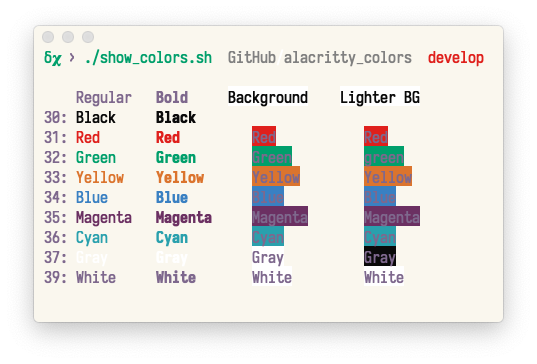 δχ › ./show_colors.sh GitHub alacritty_colors develop
Regular Bold Background Lighter BG
30: Black Black
31: Red Red Red Red
32: Green Green Green green
33: Yellow Yellow Yellow Yellow
34: Blue Blue Blue Blue
35: Magenta Magenta Magenta Magenta
36: Cyan Cyan Cyan Cyan
37: Gray Gray Gray Gray
39: White White White White